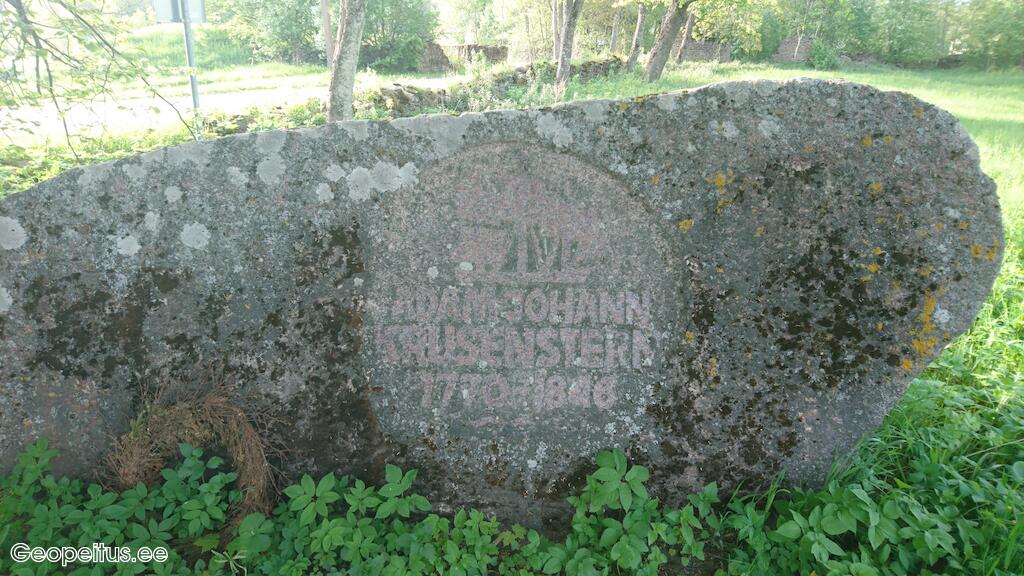 ADAM JOHANN
KRUSENSTERN
1770-1846
Geopeitus.ee